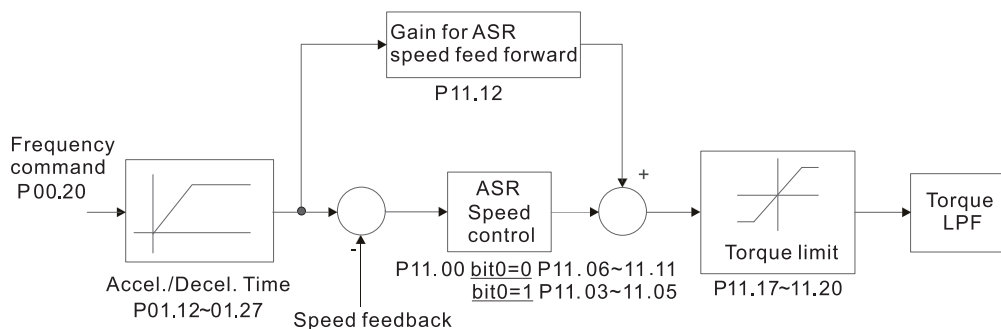 Gain for ASR
speed feed forward
P11.12
Frequency
command
P00.20
+
ASR
Speed
control
Torque
LPF
-
Torque limit
P11.00 bit0=0 P11.06~11.11
bit0=1 P11.03~11.05
Accel./Decel. Time
P01.12~01.27
P11.17~11.20
Speed feedback